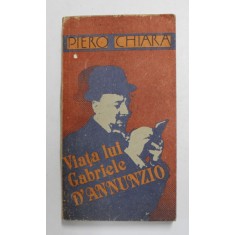 PIERO CHIARA
Viața lui
Gabriele
D'ANNUNZIO